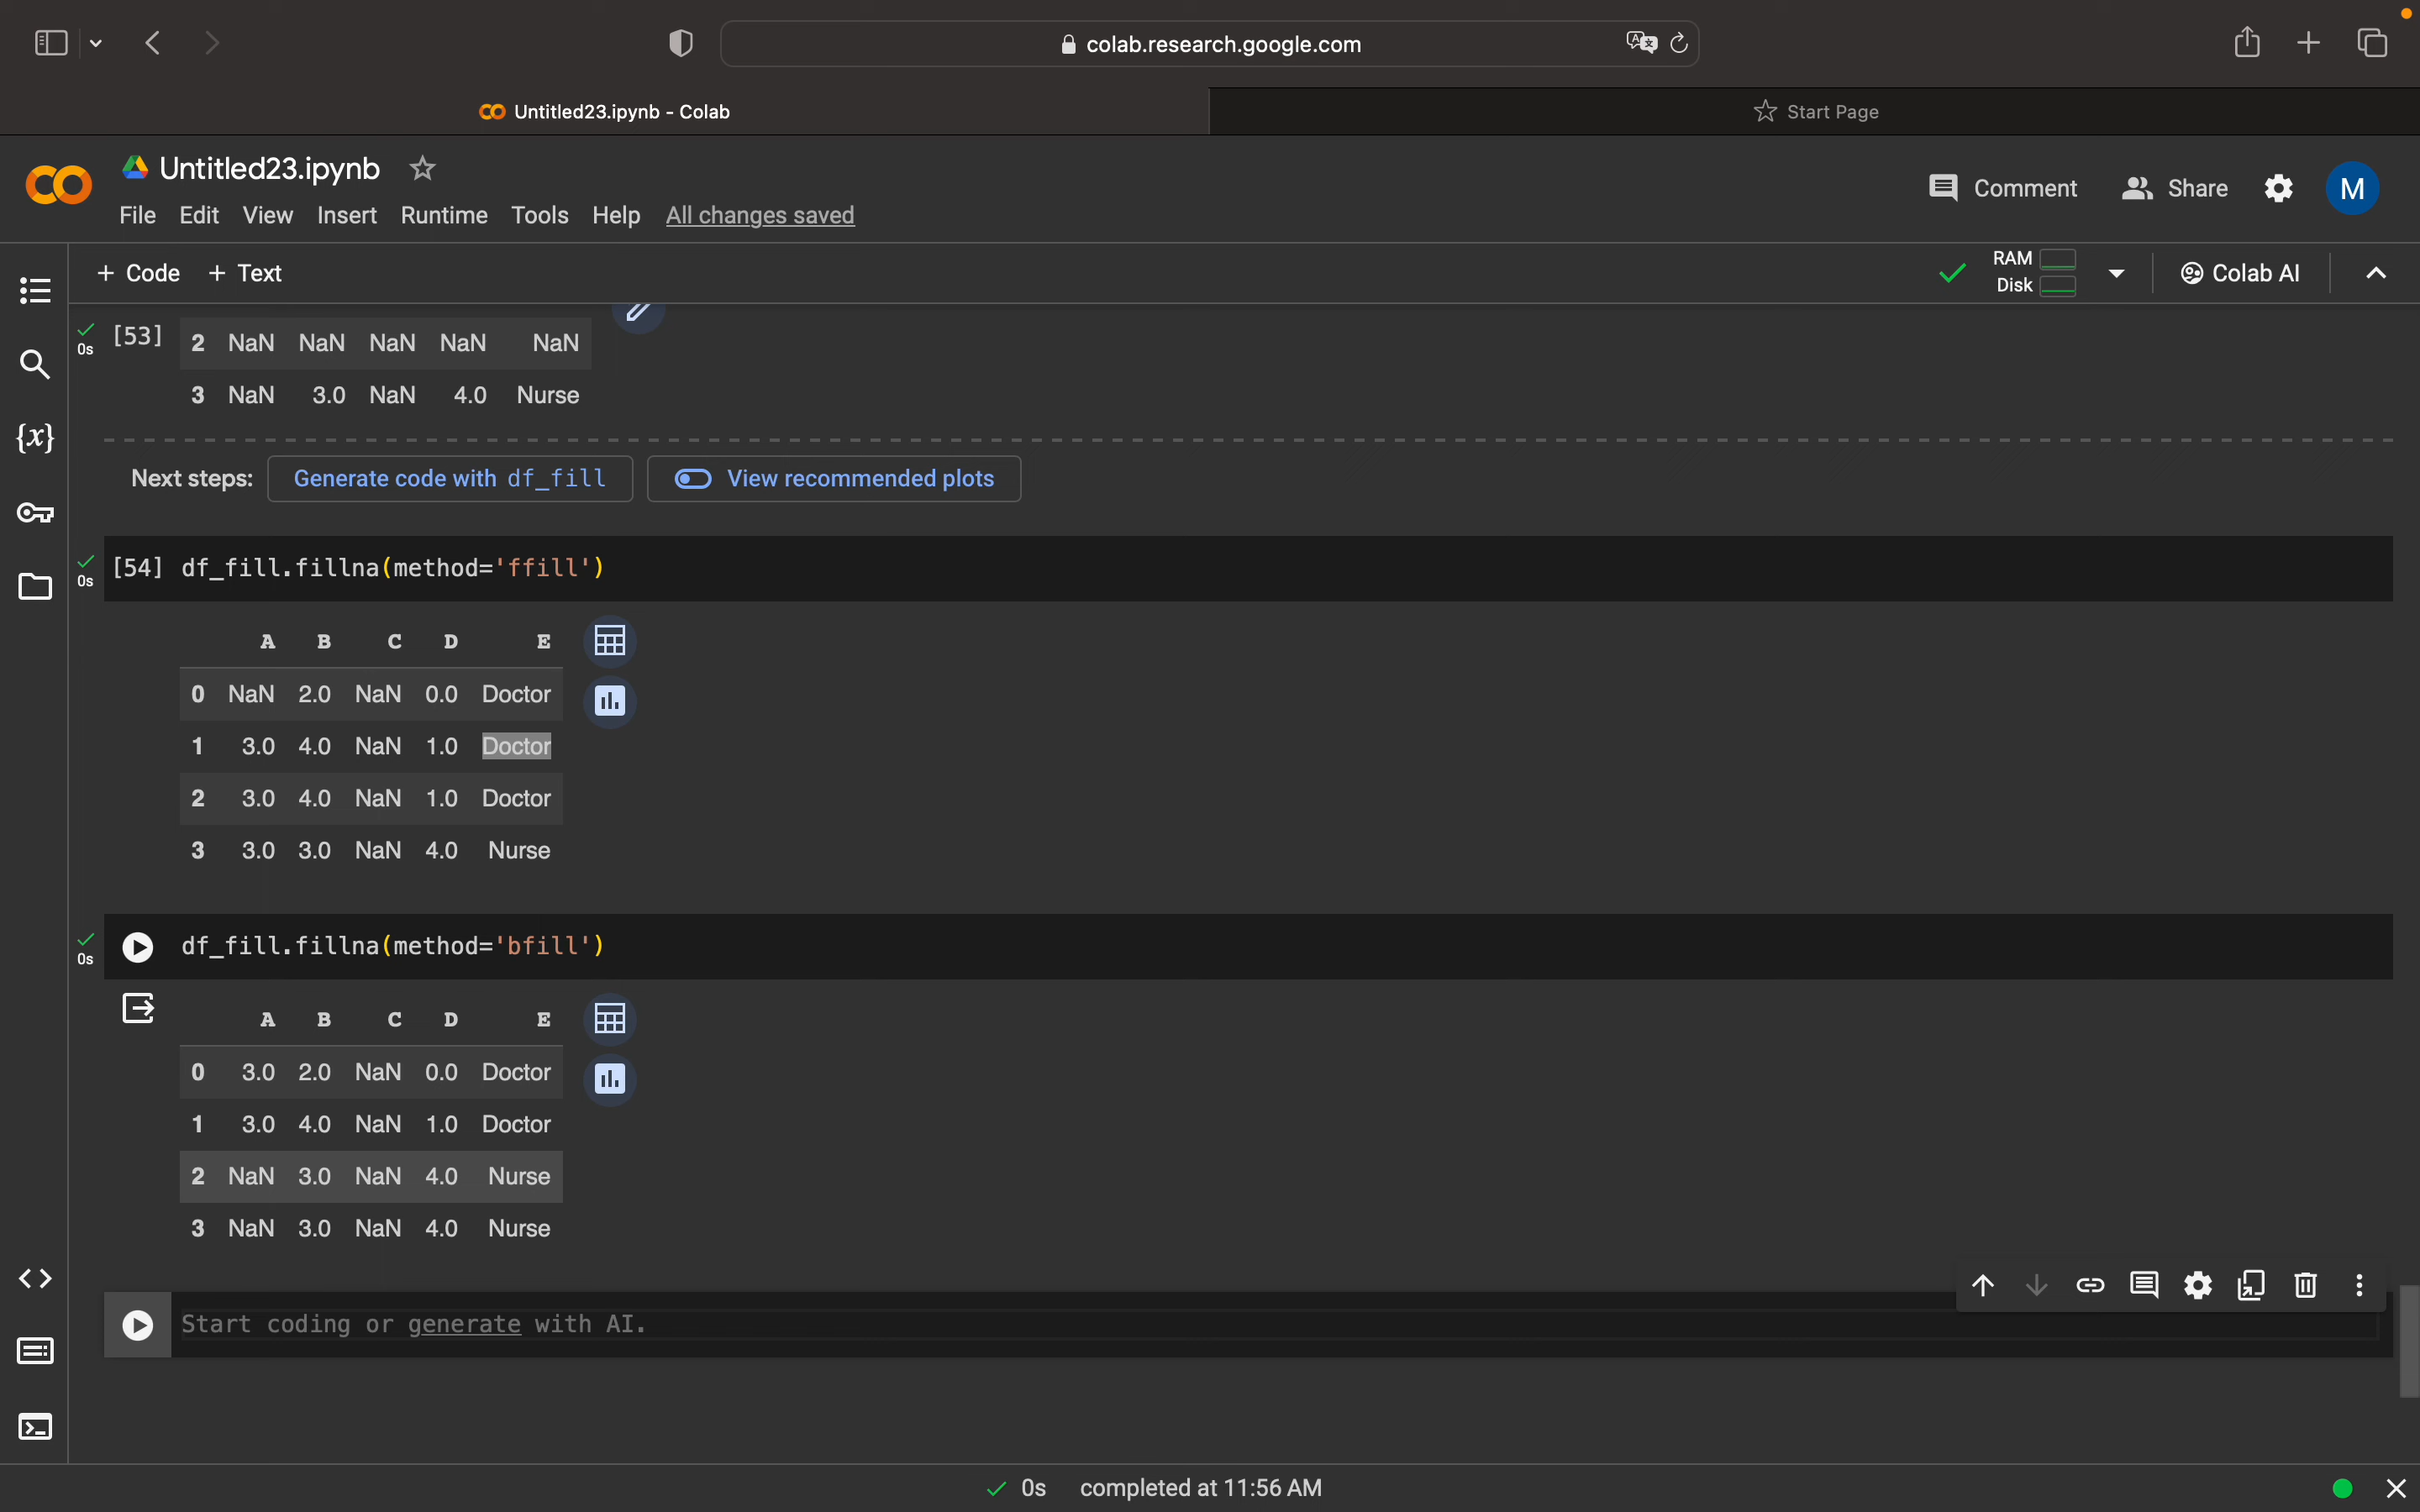 colab.research.google.com
Untitled23.ipynb - Colab
Start Page
Untitled23.ipynb
Comment
Share
M
File Edit View Insert Runtime Tools Help All changes saved
+ Code + Text
RAM
Disk
Colab AI
0s
[53]
2 NaN NaN NaN NaN NaN
3 NaN 3.0 NaN 4.0 Nurse
{x}
Next steps: Generate code with df_fill View recommended plots
0s
[54] df_fill.fillna(method='ffill')
A B C D E
0 NaN 2.0 NaN 0.0 Doctor
1 3.0 4.0 NaN 1.0 Doctor
2 3.0 4.0 NaN 1.0 Doctor
3 3.0 3.0 NaN 4.0 Nurse
0s
df_fill.fillna(method='bfill')
A B C D E
0 3.0 2.0 NaN 0.0 Doctor
1 3.0 4.0 NaN 1.0 Doctor
2 NaN 3.0 NaN 4.0 Nurse
3 NaN 3.0 NaN 4.0 Nurse
Start coding or generate with AI.
0s completed at 11:56 AM